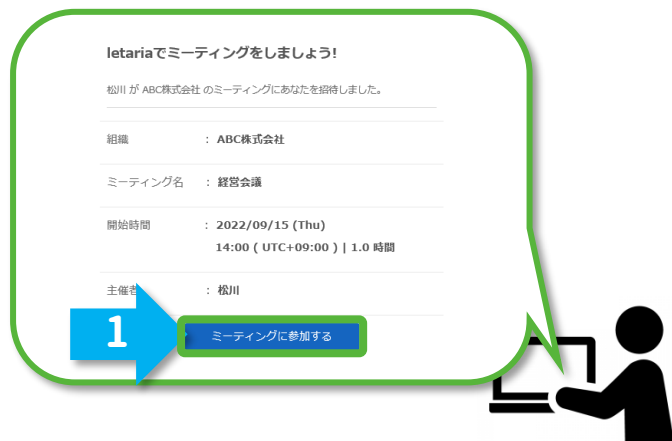 letariaでミーティングをしましょう!
松川 が ABC株式会社 のミーティングにあなたを招待しました。
組織 : ABC株式会社
ミーティング名 : 経営会議
開始時間 : 2022/09/15 (Thu)
14:00 ( UTC+09:00 ) | 1.0 時間
主催者 : 松川
1
ミーティングに参加する